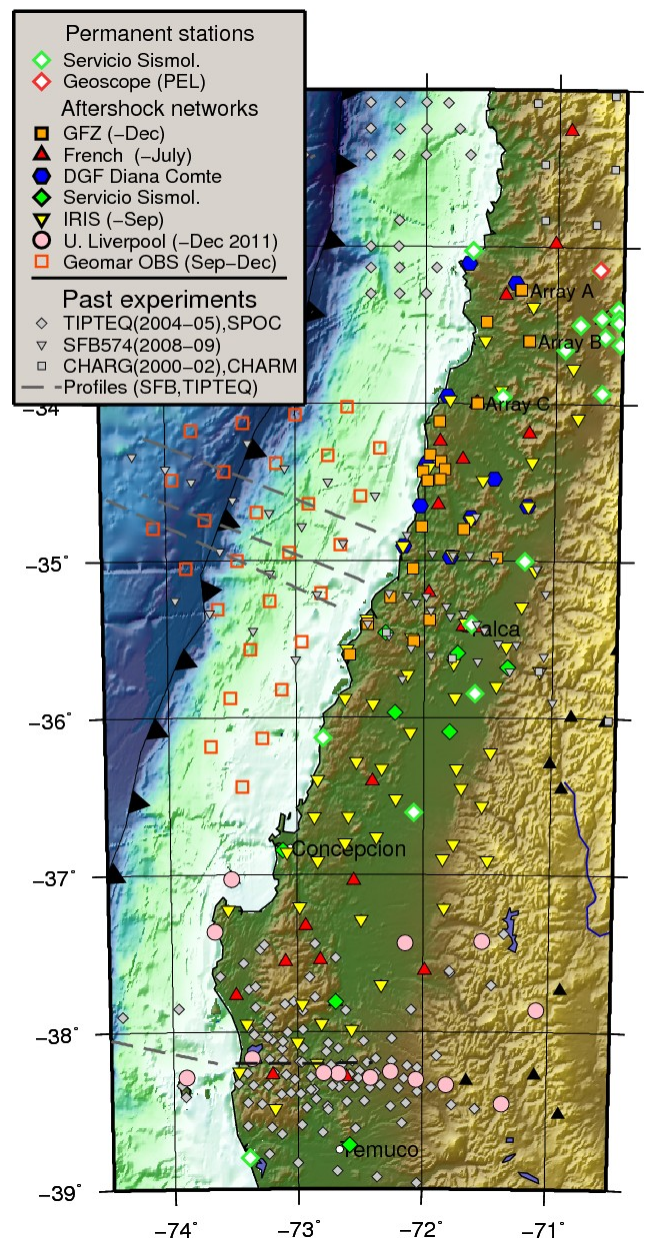 Permanent stations
Servicio Sismol.
Geoscope (PEL)
Aftershock networks
GFZ (−Dec)
French (−July)
DGF Diana Comte
Servicio Sismol.
IRIS (−Sep)
U. Liverpool (−Dec 2011)
Geomar OBS (Sep−Dec)
Past experiments
TIPTEQ(2004−05),SPOC
SFB574(2008−09)
CHARG(2000−02),CHARM
Profiles (SFB,TIPTEQ)
Array A
Array B
−34
Array C
−35°
Talca
−36°
Concepcion
−37°
−38°
Temuco
−39°
−74° −73° −72° −71°